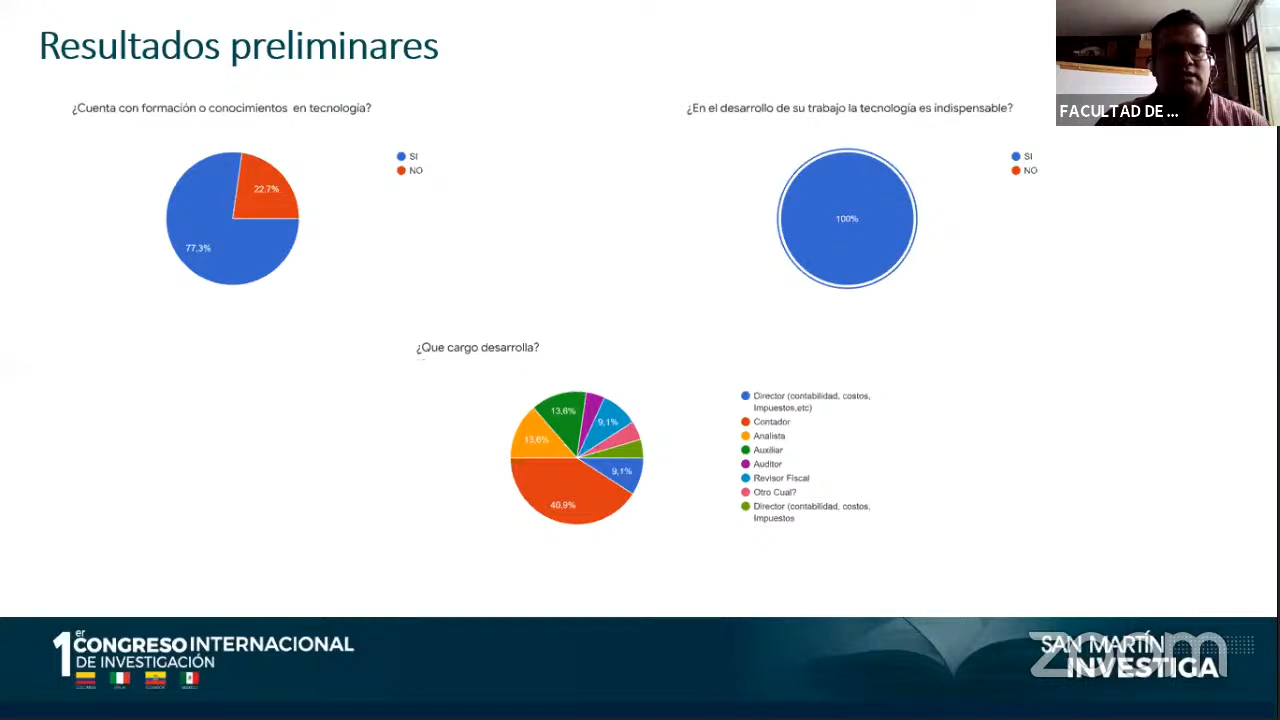 Resultados preliminares
FACULTAD DE ...
¿Cuenta con formación o conocimientos en tecnología?
SI
NO
22,7%
77,3%
¿En el desarrollo de su trabajo la tecnología es indispensable?
SI
NO
100%
¿Que cargo desarrolla?
13,6%
9,1%
13,6%
9,1%
40,9%
Director (contabilidad, costos,
Impuestos,etc)
Contador
Analista
Auxiliar
Auditor
Revisor Fiscal
Otro Cual?
Director (contabilidad, costos,
Impuestos
1er CONGRESO INTERNACIONAL
DE INVESTIGACIÓN
SAN MARTÍN
INVESTIGA
zoom